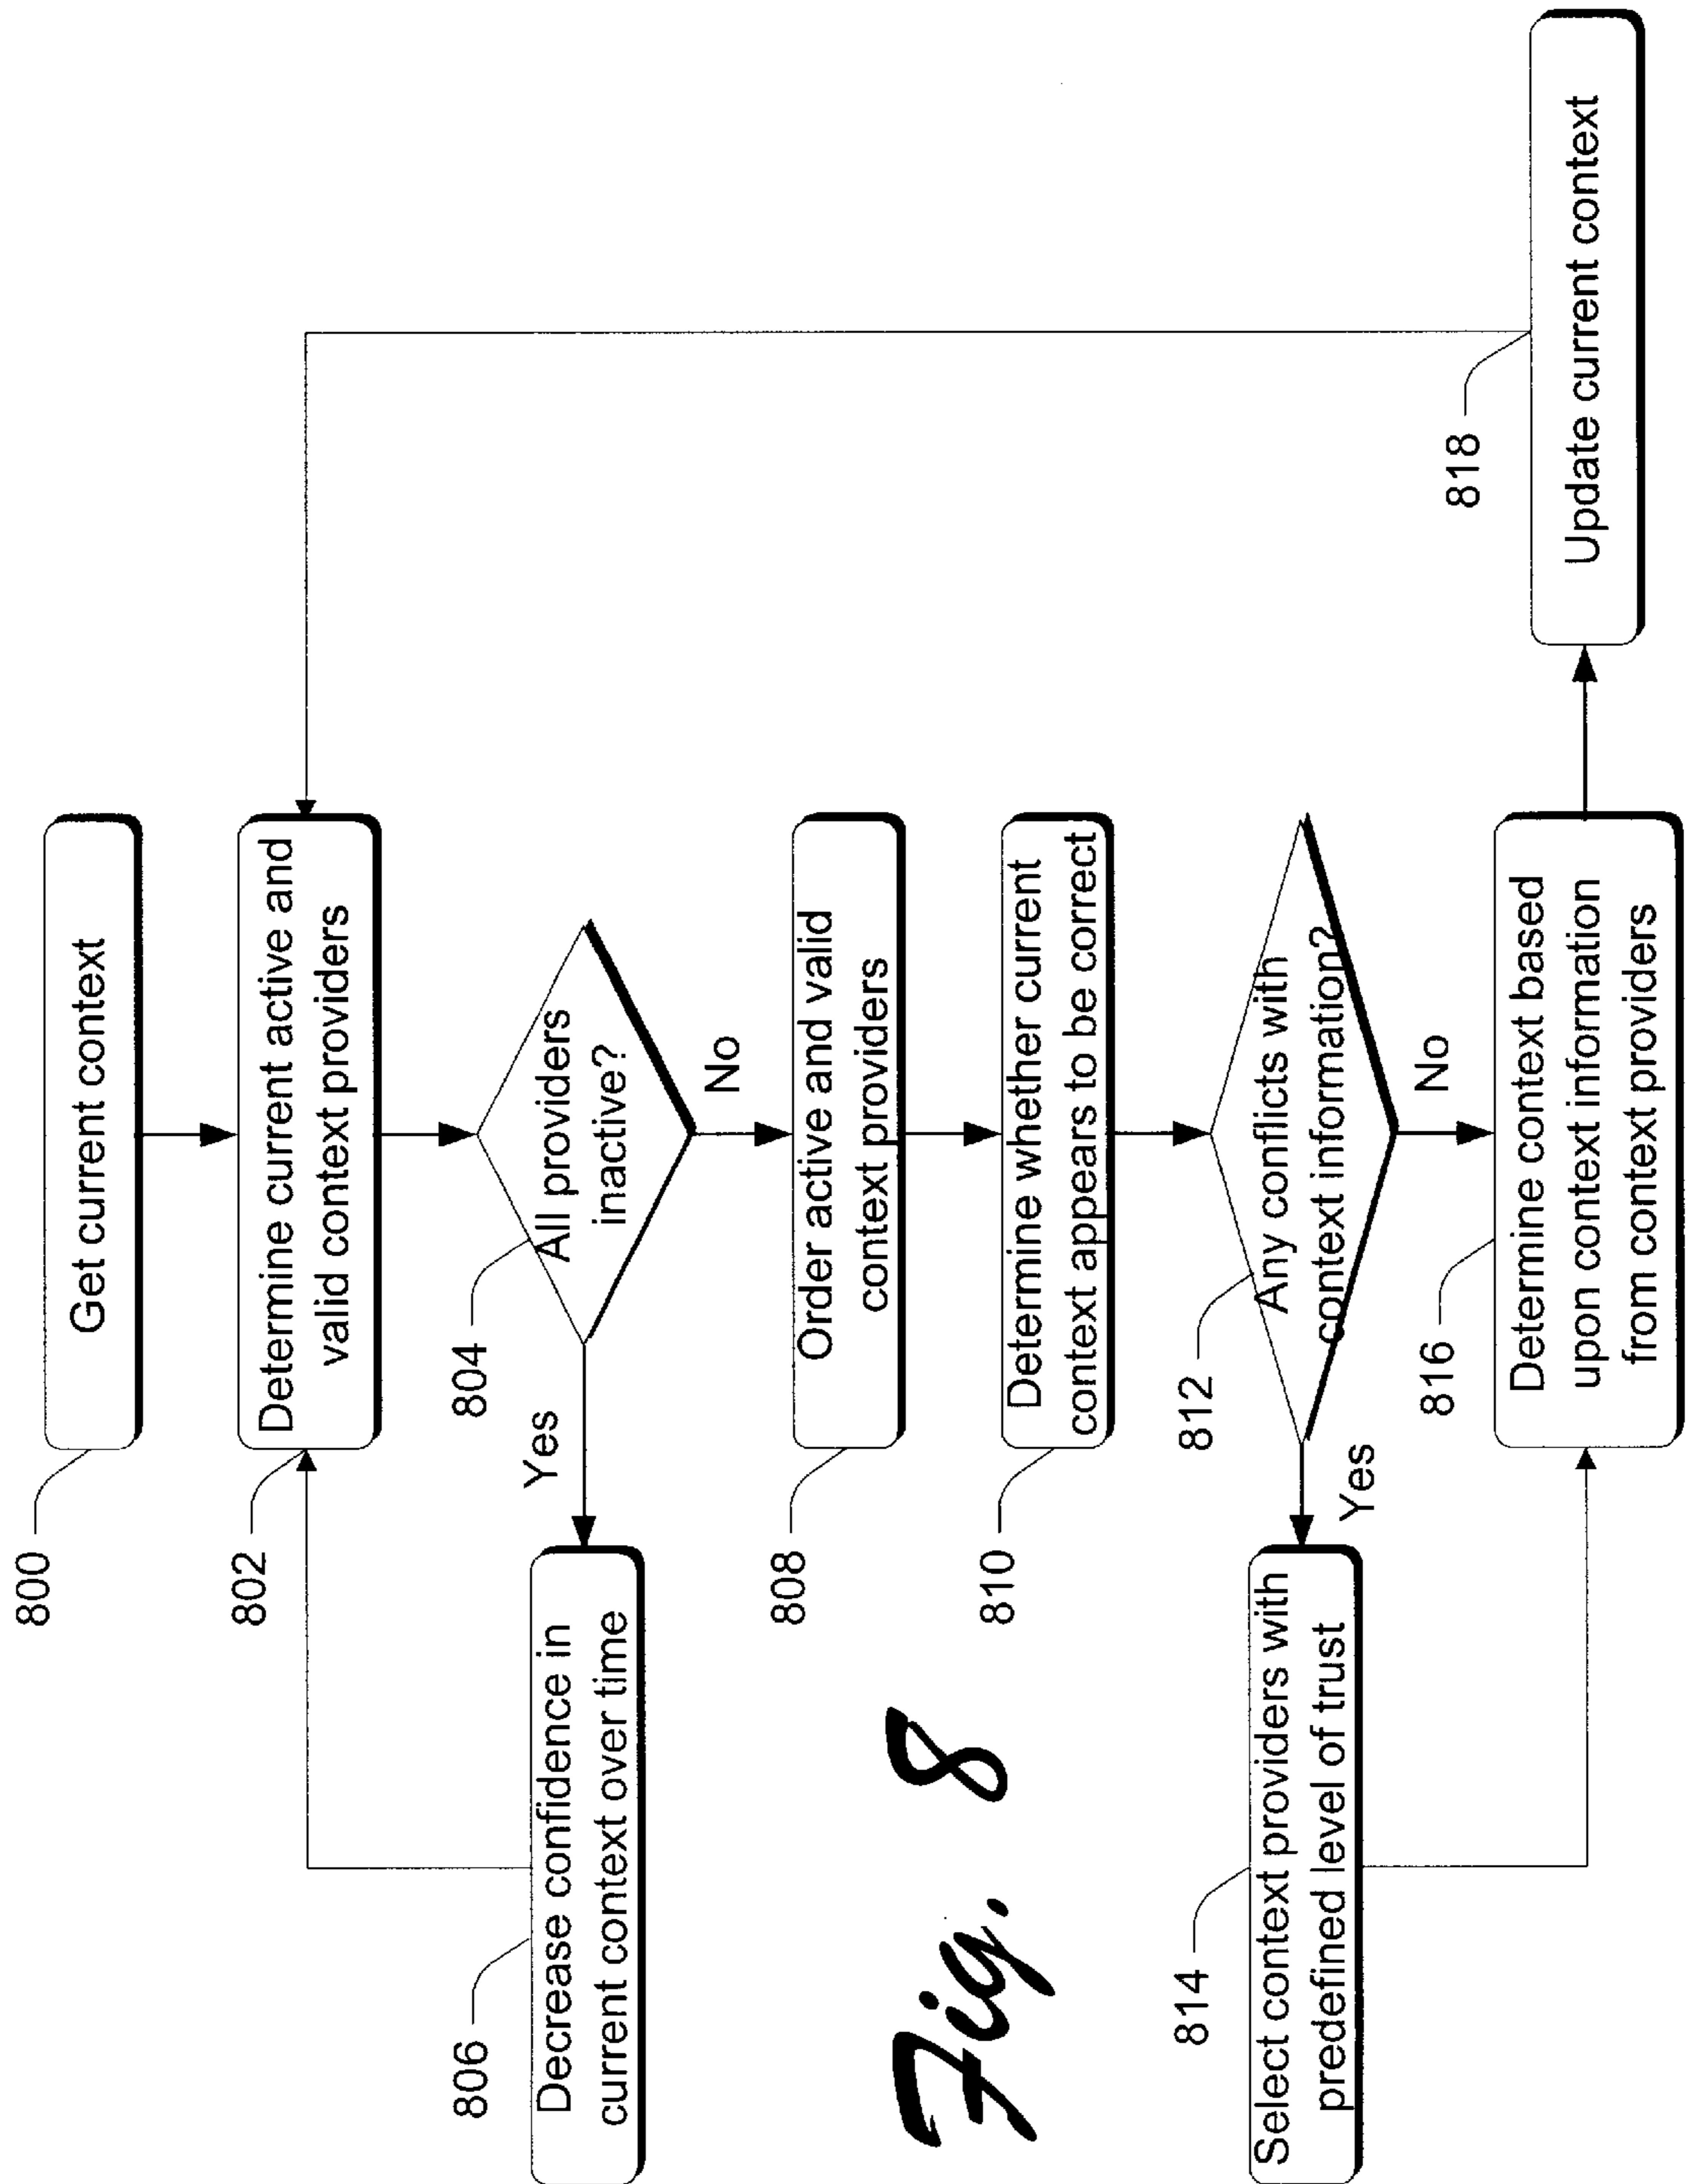 800
Get current context
802
Determine current active and
valid context providers
804
All providers
inactive?
Yes
No
806
Decrease confidence in
current context over time
808
Order active and valid
context providers
810
Determine whether current
context appears to be correct
812
Any conflicts with
context information?
Yes
No
814
Select context providers with
predefined level of trust
816
Determine context based
upon context information
from context providers
818
Update current context
Fig. 8